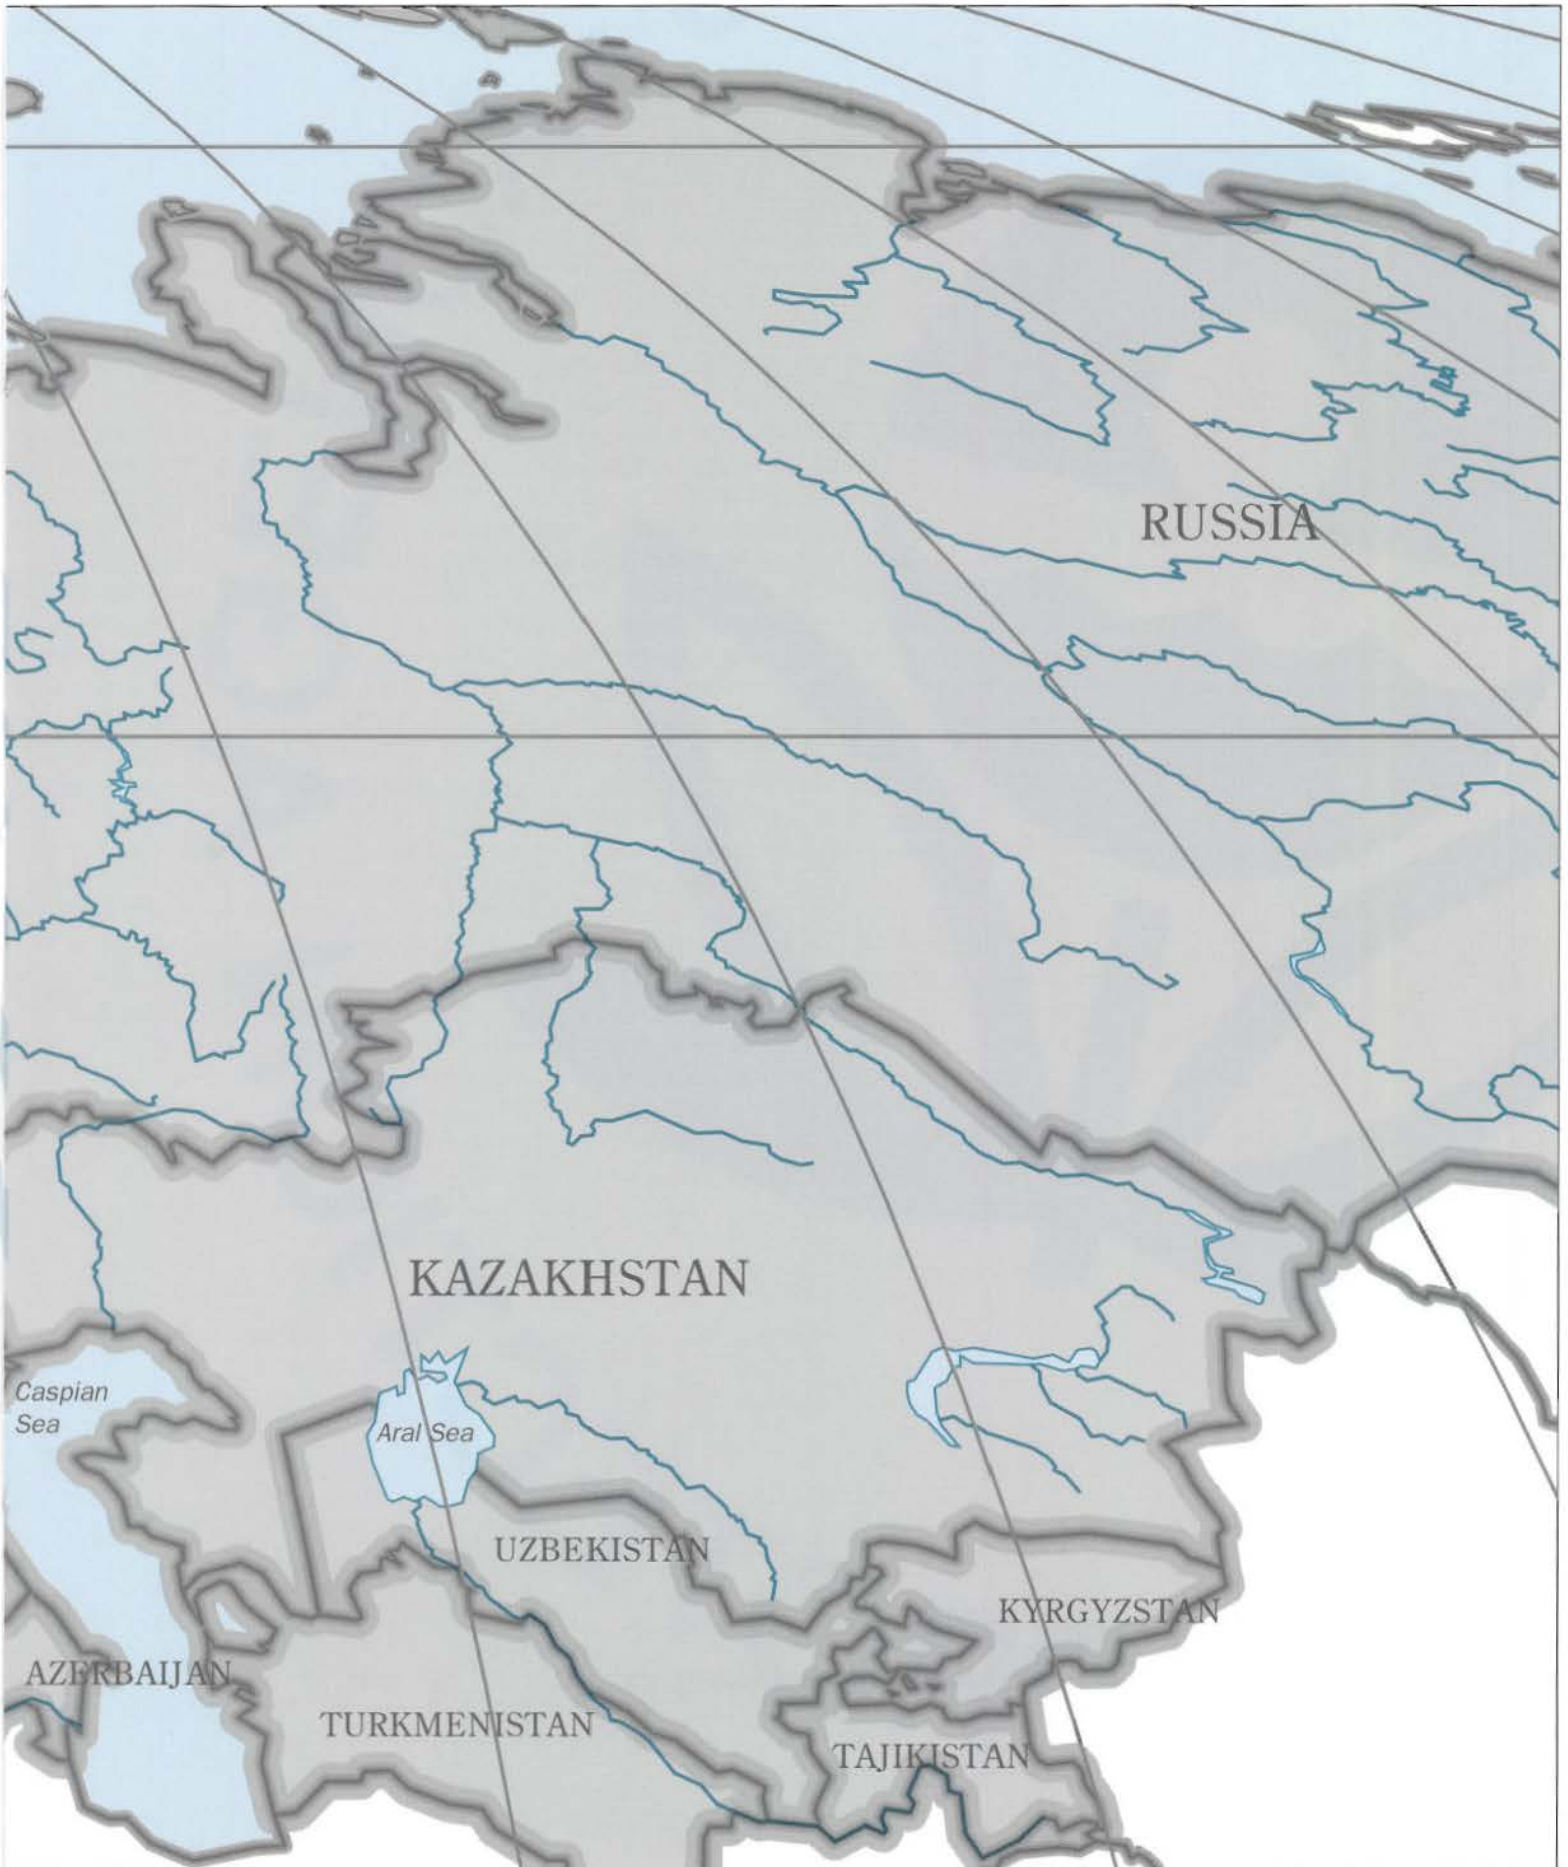 RUSSIA
KAZAKHSTAN
Caspian
Sea
Aral Sea
UZBEKISTAN
KYRGYZSTAN
AZERBAIJAN
TURKMENISTAN
TAJIKISTAN